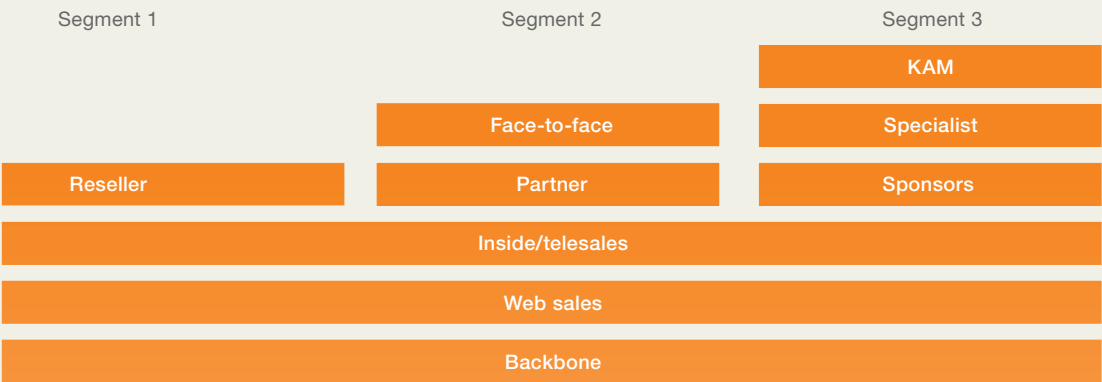 Segment 1 Segment 2 Segment 3
KAM
Face-to-face Specialist
Reseller Partner Sponsors
Inside/telesales
Web sales
Backbone